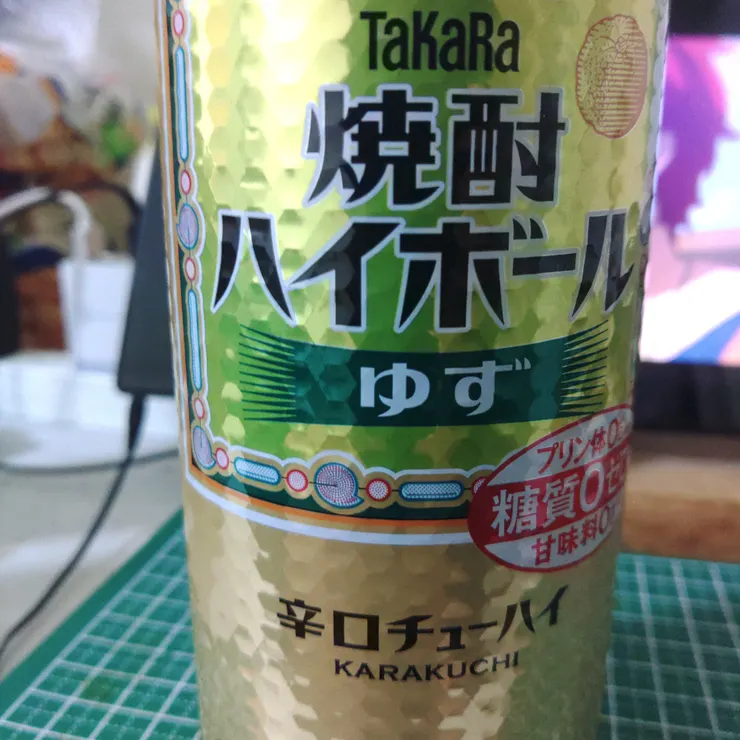 TaKaRa
焼酎
ハイボール
ゆず
プリン体0
糖質0ゼ
甘味料0
辛口チューハイ
KARAKUCHI